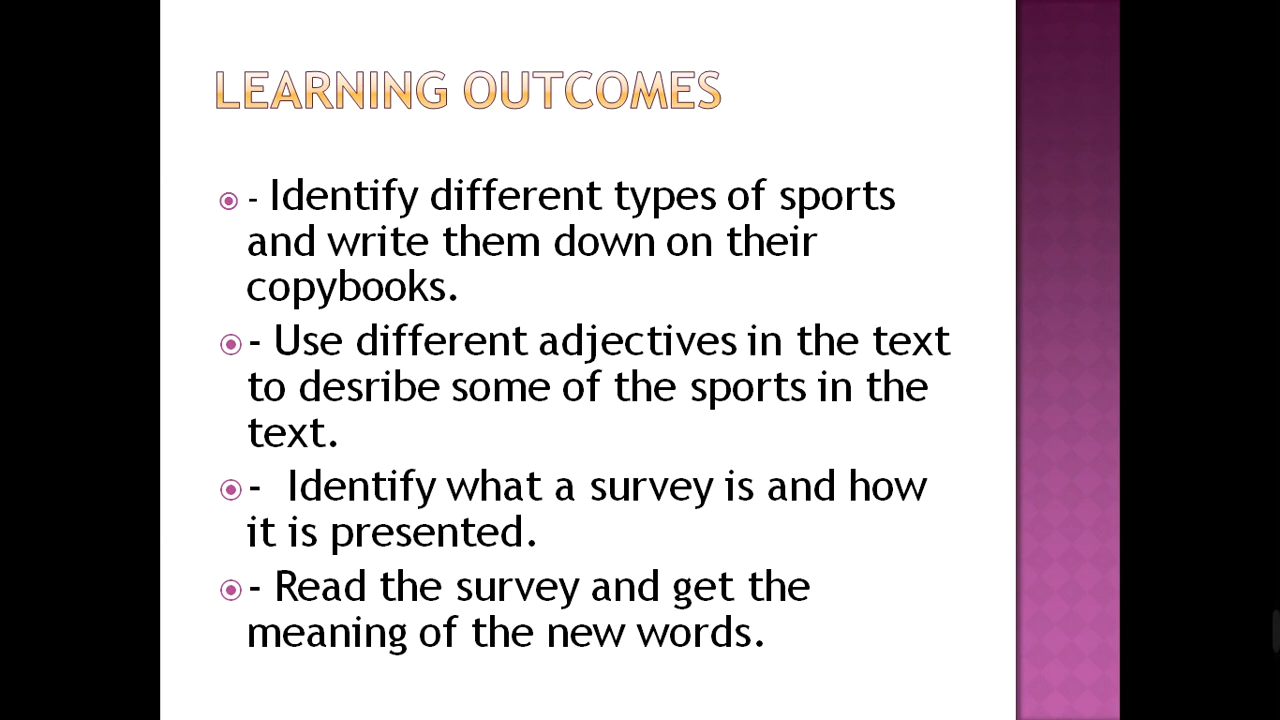 LEARNING OUTCOMES
- Identify different types of sports
and write them down on their
copybooks.
- Use different adjectives in the text
to desribe some of the sports in the
text.
- Identify what a survey is and how
it is presented.
- Read the survey and get the
meaning of the new words.